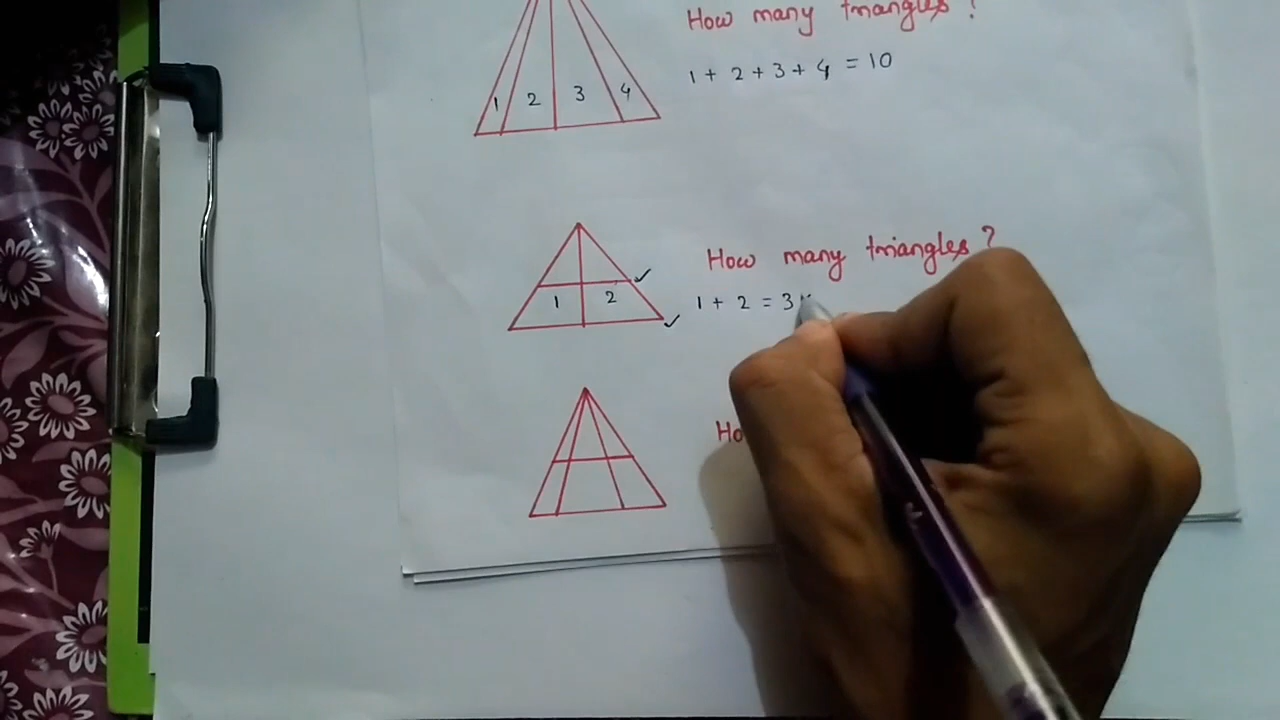 How many triangles ?
1 + 2 + 3 + 4 = 10
1 2 3 4
How many triangles ?
1 + 2 = 3
1 2